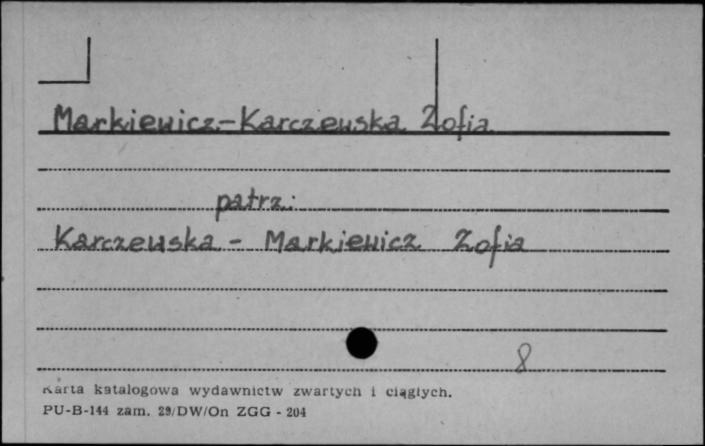 Markiewicz-Karczewska Zofia
patrz:
Karczewska - Markiewicz Zofia
8
Karta katalogowa wydawnictw zwartych i ciągłych.
PU-B-144 zam. 29/DW/On ZGG - 204